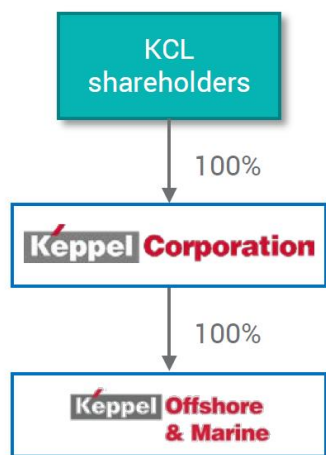 KCL
shareholders
100%
Keppel Corporation
100%
Keppel Offshore
& Marine